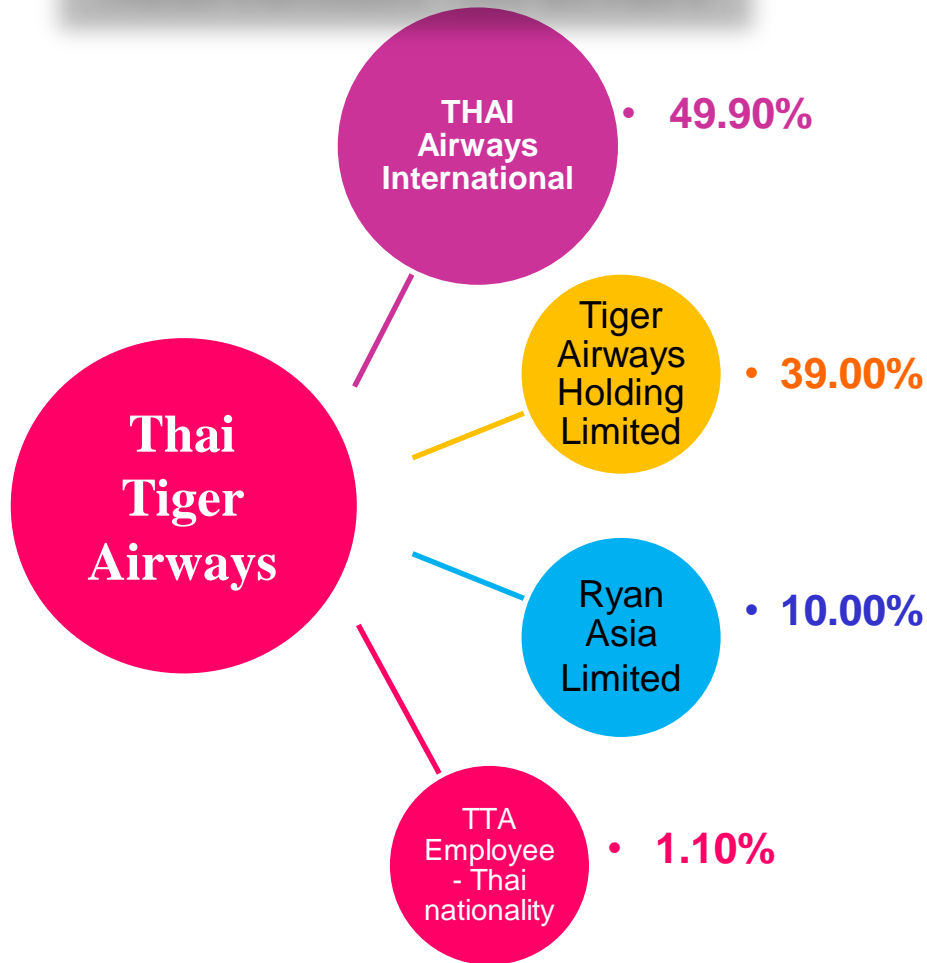 THAI
Airways
International
• 49.90%
Tiger
Airways
Holding
Limited
• 39.00%
Thai
Tiger
Airways
Ryan
Asia
Limited
• 10.00%
TTA
Employee
- Thai
nationality
• 1.10%